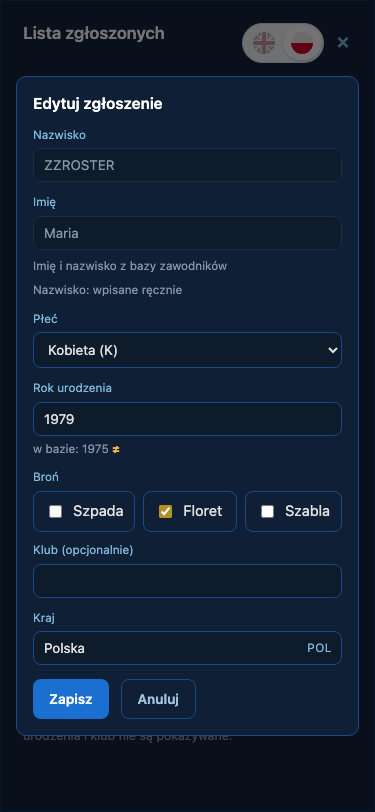 Lista zgłoszonych
×
Edytuj zgłoszenie
Nazwisko
ZZROSTER
Imię
Maria
Imię i nazwisko z bazy zawodników
Nazwisko: wpisane ręcznie
Płeć
Kobieta (K)
Rok urodzenia
1979
w bazie: 1975 ≠
Broń
Szpada Floret Szabla
Klub (opcjonalnie)
Kraj
Polska POL
Zapisz Anuluj
urodzenia i klub nie są pokazywane.